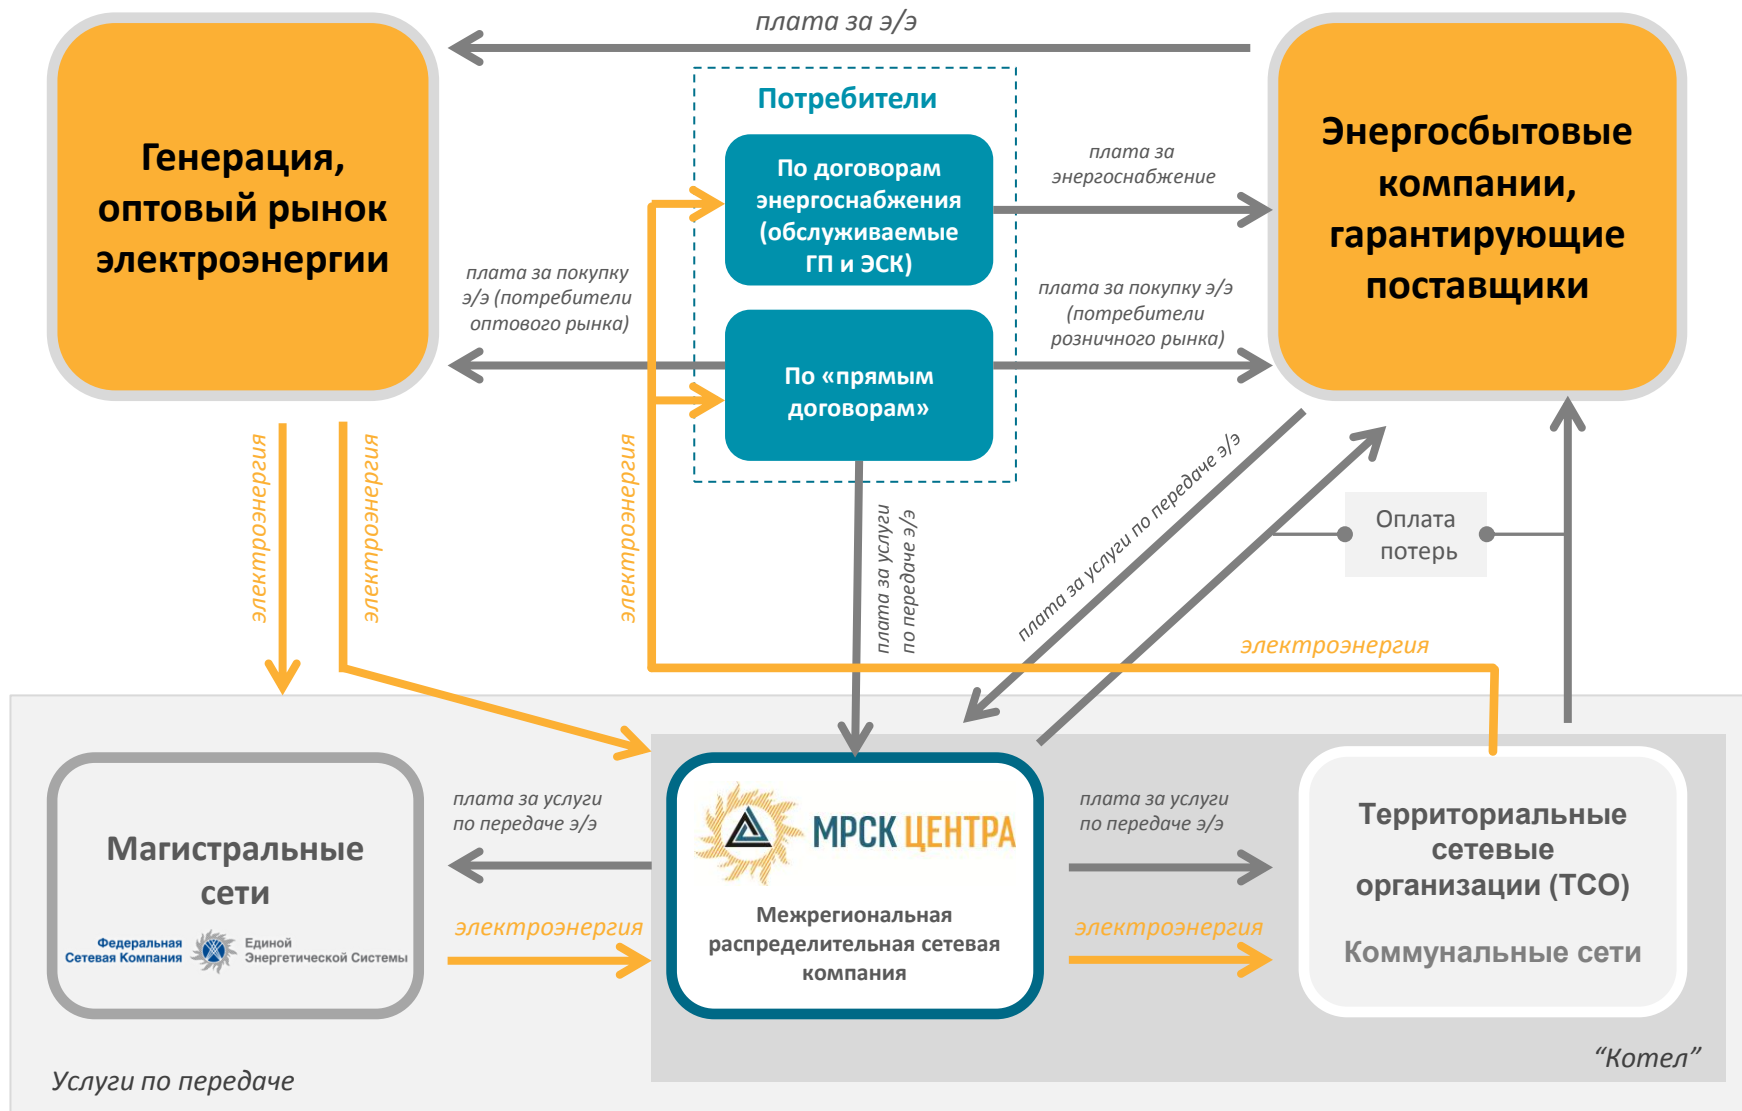 плата за э/э
Генерация,
оптовый рынок
электроэнергии
Потребители
По договорам
энергоснабжения
(обслуживаемые
ГП и ЭСК)
По «прямым
договорам»
плата за
энергоснабжение
Энергосбытовые
компании,
гарантирующие
поставщики
плата за покупку
э/э (потребители
оптового рынка)
плата за покупку э/э
(потребители
розничного рынка)
электроэнергия
электроэнергия
электроэнергия
плата за услуги
по передаче э/э
плата за услуги по передаче э/э
Оплата
потерь
электроэнергия
Магистральные
сети
Федеральная
Сетевая Компания
Единой
Энергетической Системы
плата за услуги
по передаче э/э
электроэнергия
МРСК ЦЕНТРА
Межрегиональная
распределительная сетевая
компания
плата за услуги
по передаче э/э
электроэнергия
Территориальные
сетевые
организации (ТСО)
Коммунальные сети
“Котел”
Услуги по передаче